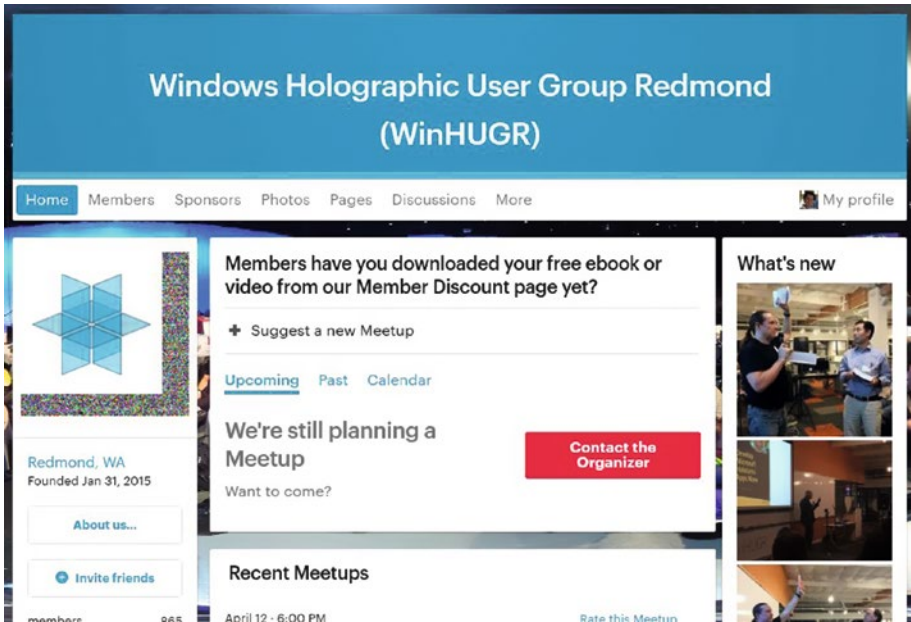 Windows Holographic User Group Redmond
(WinHUGR)
Home Members Sponsors Photos Pages Discussions More My profile
Members have you downloaded your free ebook or
video from our Member Discount page yet?
+ Suggest a new Meetup
Upcoming Past Calendar
We're still planning a
Meetup
Want to come?
Contact the
Organizer
Redmond, WA
Founded Jan 31, 2015
About us...
Invite friends
members 865
Recent Meetups
April 12 · 6:00 PM
Rate this Meetup
What's new